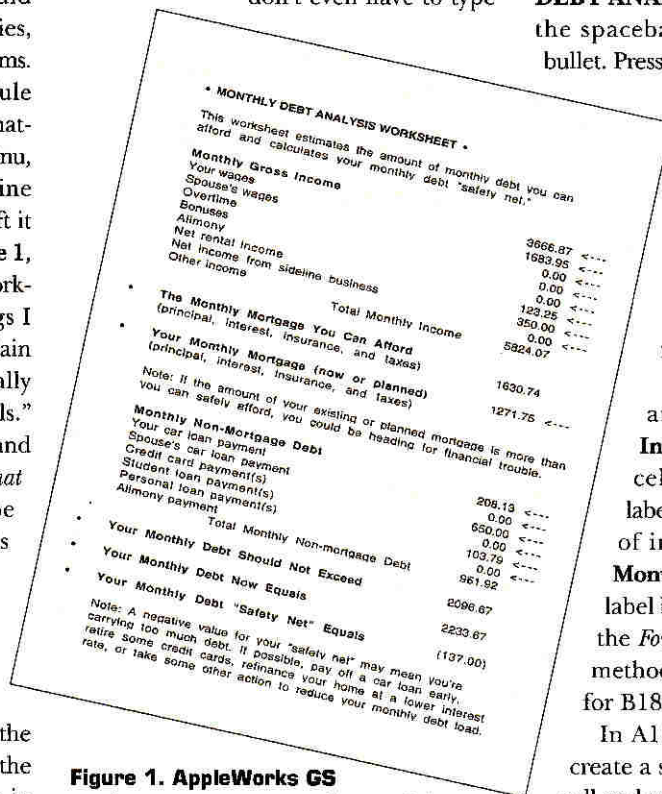 ies,
ms.
ule
nat-
nu,
ine
ft it
e 1,
ork-
gs I
ain
ally
ls."
and
the
the
don't even have to type
• MONTHLY DEBT ANALYSIS WORKSHEET •
This worksheet estimates the amount of monthly debt you can
afford and calculates your monthly debt "safety net."
Monthly Gross Income
Your wages 3666.87 <---
Spouse's wages 1683.95 <---
Overtime 0.00 <---
Bonuses 0.00 <---
Alimony 0.00 <---
Net rental income 123.25 <---
Net income from sideline business 350.00 <---
Other income 0.00 <---
Total Monthly Income 5824.07
• The Monthly Mortgage You Can Afford 1630.74
(principal, interest, insurance, and taxes)
• Your Monthly Mortgage (now or planned) 1271.75 <---
(principal, interest, insurance, and taxes)
Note: If the amount of your existing or planned mortgage is more than
you can safely afford, you could be heading for financial trouble.
Monthly Non-Mortgage Debt
Your car loan payment 208.13 <---
Spouse's car loan payment 0.00 <---
Credit card payment(s) 650.00 <---
Student loan payment(s) 0.00 <---
Personal loan payment(s) 103.79 <---
Alimony payment 0.00 <---
Total Monthly Non-mortgage Debt 961.92
• Your Monthly Debt Should Not Exceed 2096.67
• Your Monthly Debt Now Equals 2233.67
• Your Monthly Debt "Safety Net" Equals (137.00)
Note: A negative value for your "safety net" may mean you're
carrying too much debt. If possible, pay off a car loan early,
retire some credit cards, refinance your home at a lower interest
rate, or take some other action to reduce your monthly debt load.
Figure 1. AppleWorks GS
DEBT ANA
the spaceba
bullet. Press
a
In
cel
labe
of in
Mon
label
the Fo
method
for B18
In A1
create a s